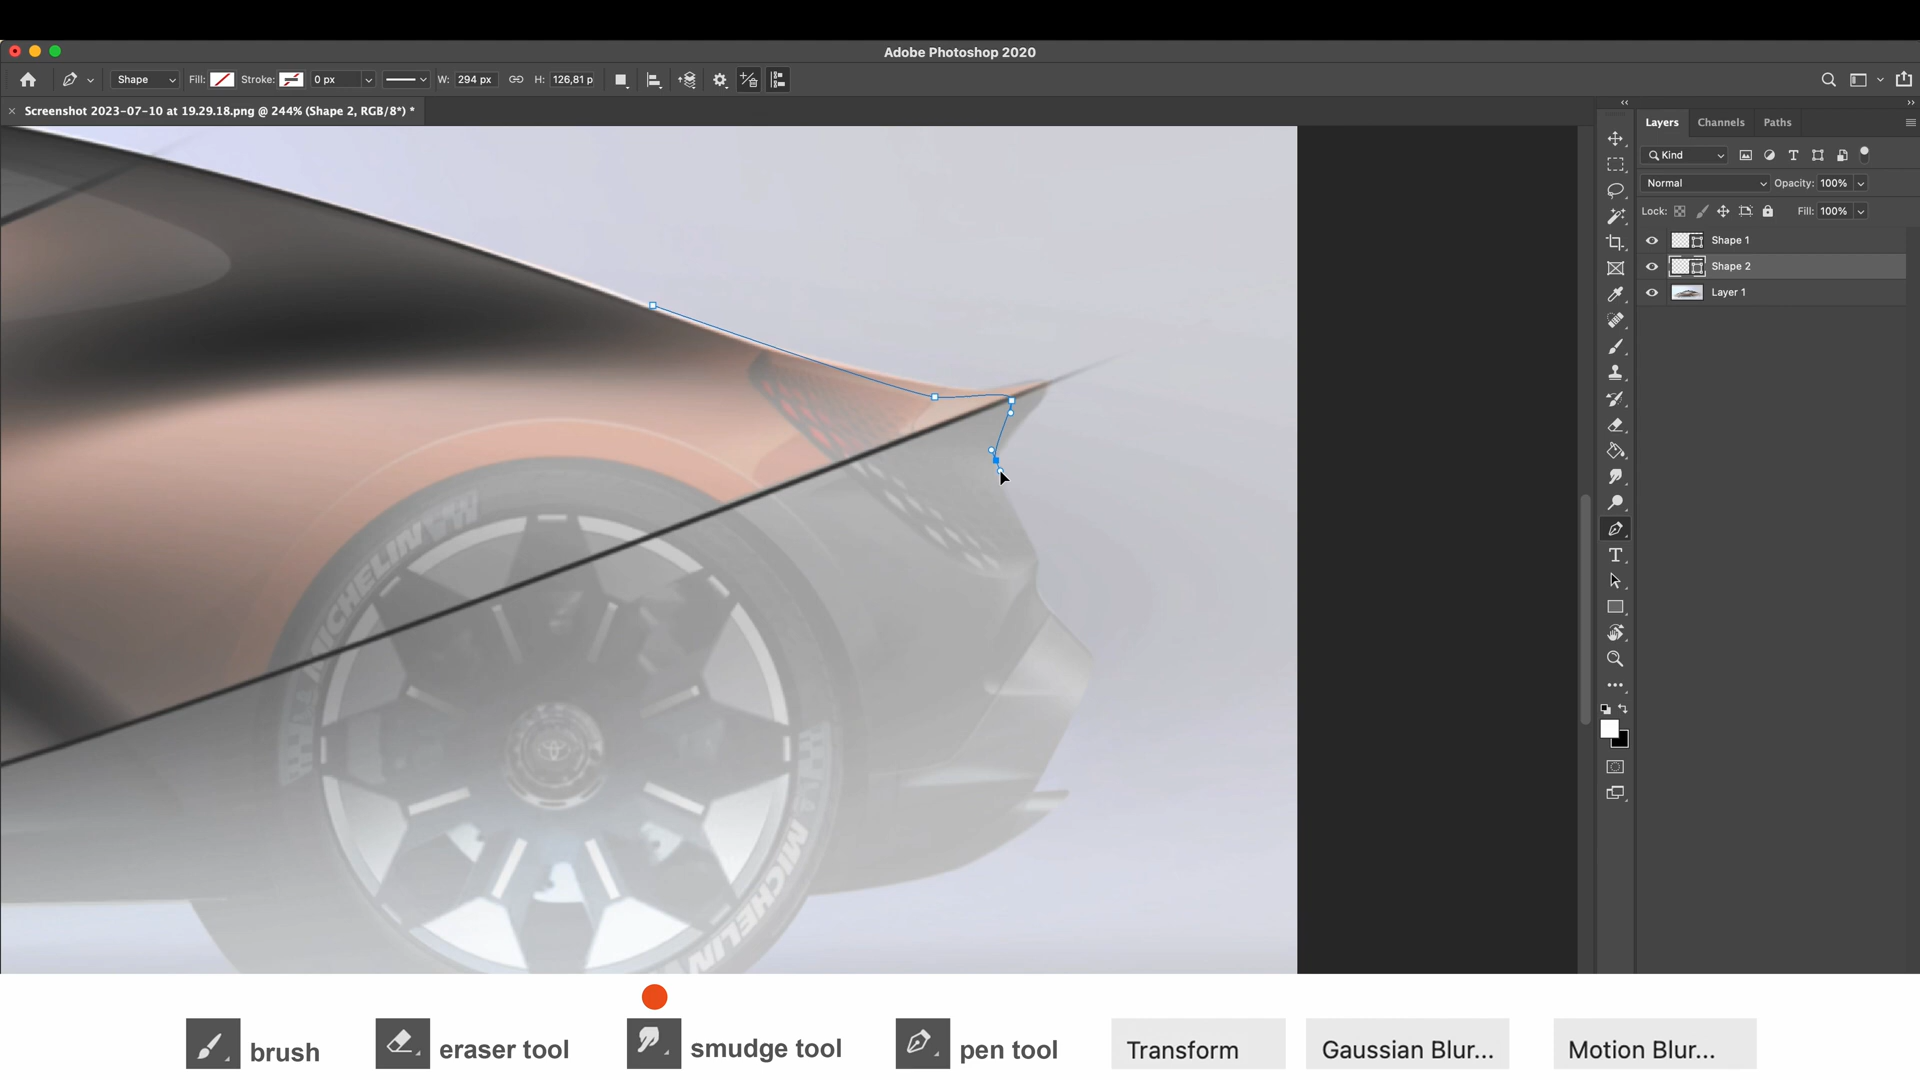 Adobe Photoshop 2020
Shape Fill: Stroke: 0 px W: 294 px H: 126,81 p
× Screenshot 2023-07-10 at 19.29.18.png @ 244% (Shape 2, RGB/8*) *
Layers Channels Paths
Kind
Normal Opacity: 100%
Lock: Fill: 100%
Shape 1
Shape 2
Layer 1
MICHELIN
MICHELIN
brush eraser tool smudge tool pen tool Transform Gaussian Blur... Motion Blur...